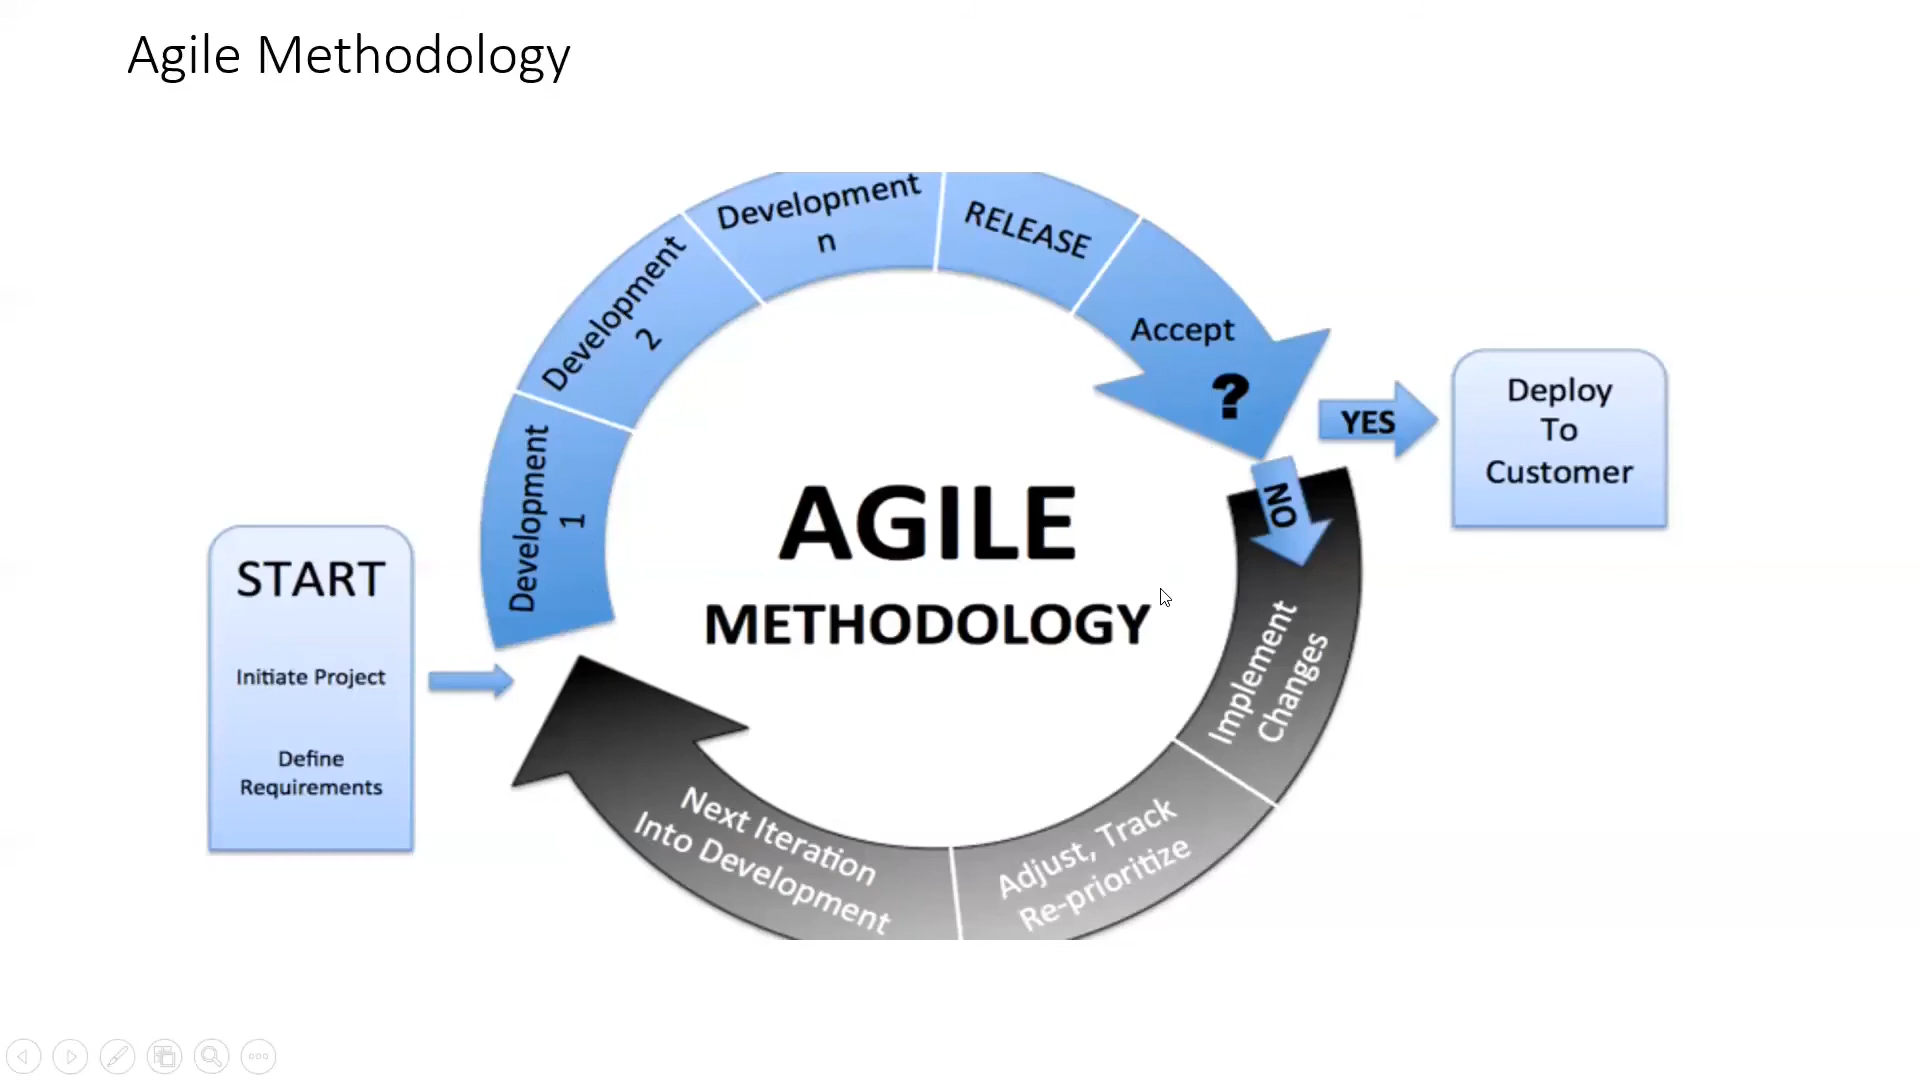 Agile Methodology
START
Initiate Project
Define
Requirements
Development
1
Development
2
Development
n
RELEASE
Accept
?
YES
Deploy
To
Customer
NO
Implement
Changes
Adjust, Track
Re-prioritize
Next Iteration
Into Development
AGILE
METHODOLOGY